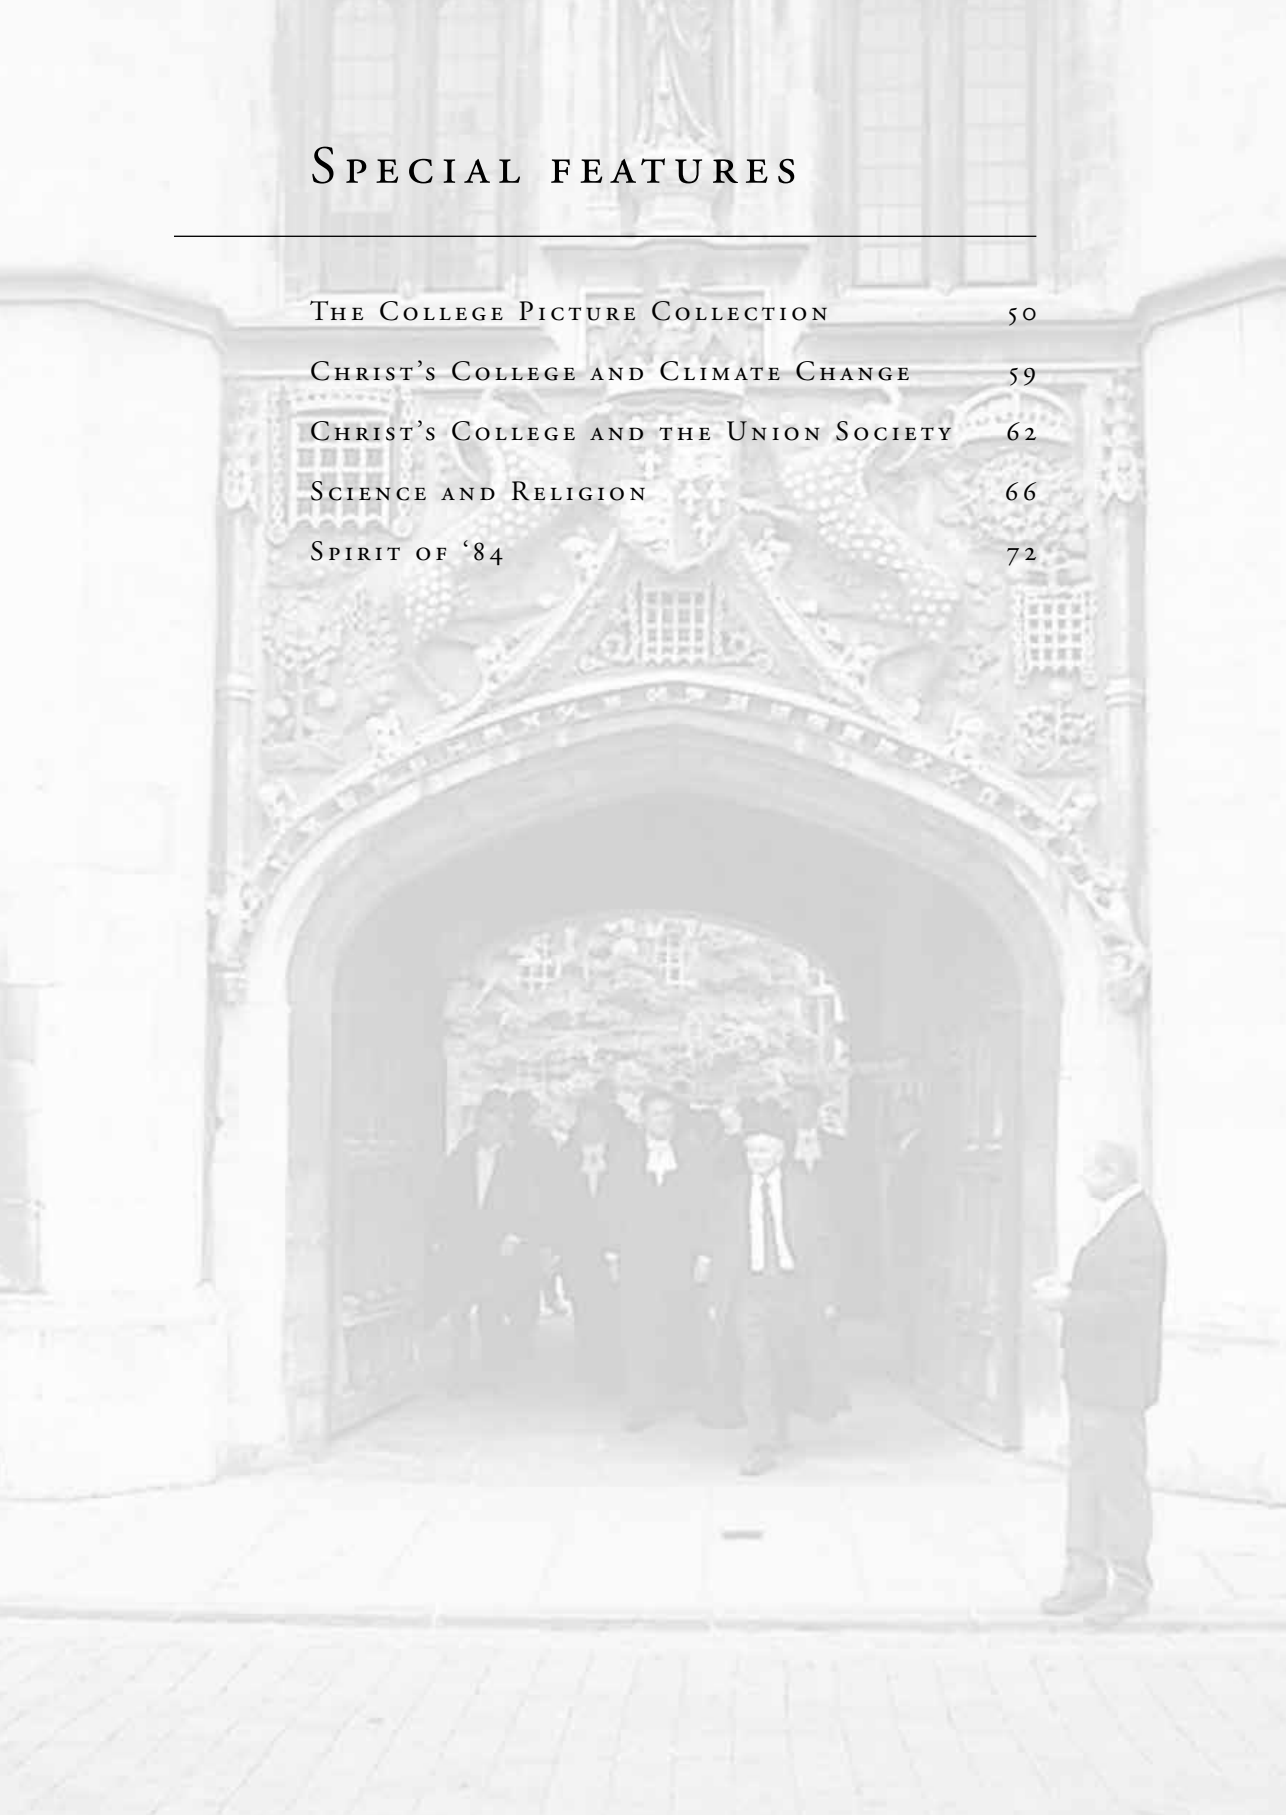 Special features
The College Picture Collection 50
Christ's College and Climate Change 59
Christ's College and the Union Society 62
Science and Religion 66
Spirit of ‘84 72